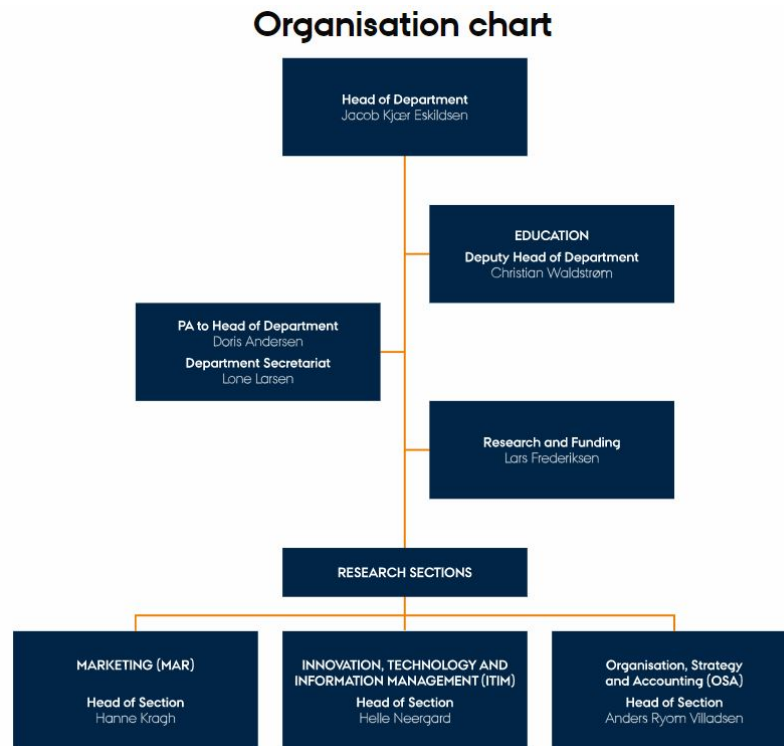 Organisation chart
Head of Department
Jacob Kjær Eskildsen
EDUCATION
Deputy Head of Department
Christian Waldstrøm
PA to Head of Department
Doris Andersen
Department Secretariat
Lone Larsen
Research and Funding
Lars Frederiksen
RESEARCH SECTIONS
MARKETING (MAR)
Head of Section
Hanne Kragh
INNOVATION, TECHNOLOGY AND
INFORMATION MANAGEMENT (ITIM)
Head of Section
Helle Neergard
Organisation, Strategy
and Accounting (OSA)
Head of Section
Anders Ryom Villadsen